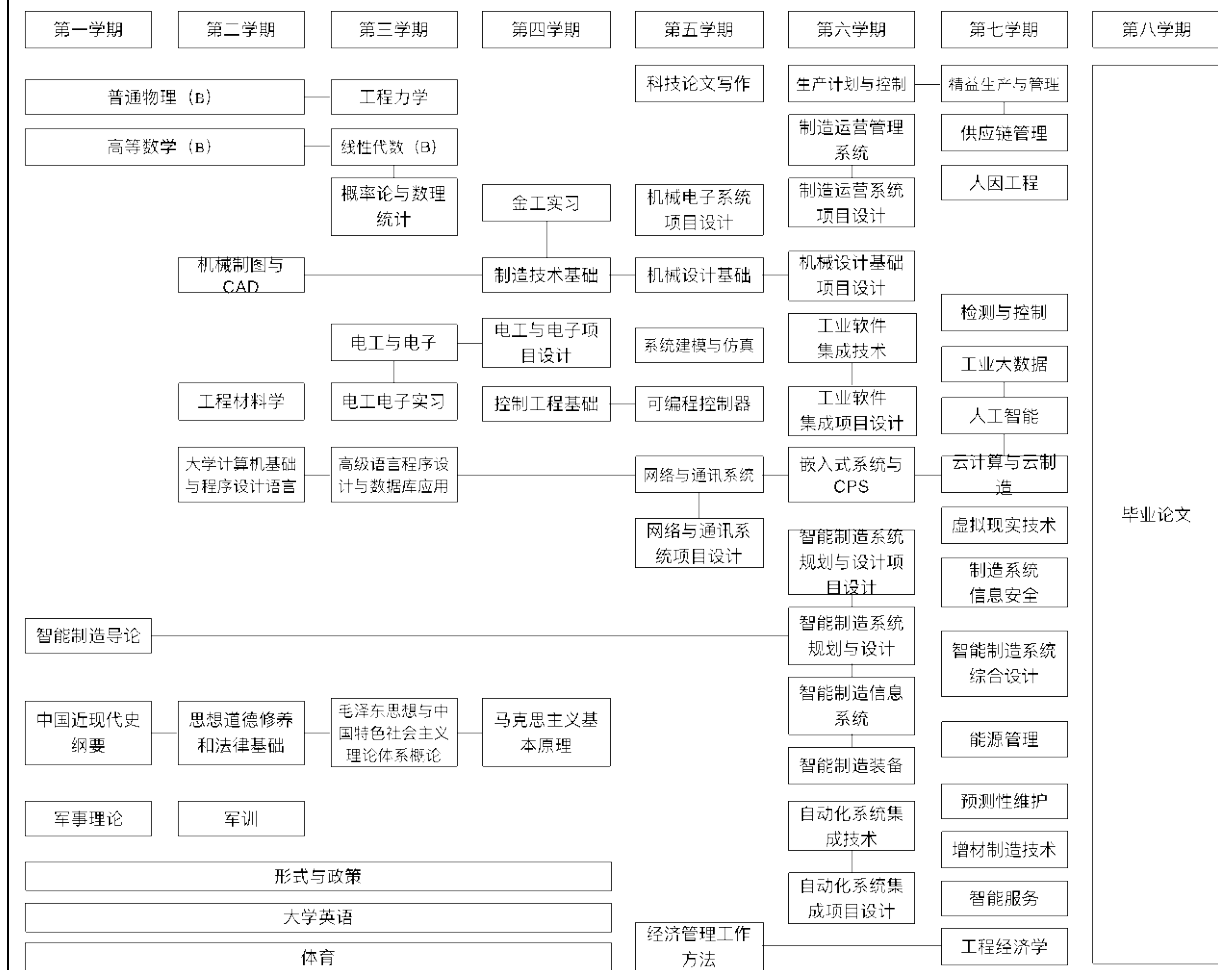 第一学期
第二学期
第三学期
第四学期
第五学期
第六学期
第七学期
第八学期
普通物理（B）
工程力学
科技论文写作
生产计划与控制
精益生产与管理
高等数学（B）
线性代数（B）
制造运营管理
系统
供应链管理
概率论与数理
统计
金工实习
机械电子系统
项目设计
制造运营系统
项目设计
人因工程
机械制图与
CAD
制造技术基础
机械设计基础
机械设计基础
项目设计
检测与控制
电工与电子
电工与电子项
目设计
系统建模与仿真
工业软件
集成技术
工业大数据
工程材料学
电工电子实习
控制工程基础
可编程控制器
工业软件
集成项目设计
人工智能
大学计算机基础
与程序设计语言
高级语言程序设
计与数据库应用
网络与通讯系统
嵌入式系统与
CPS
云计算与云制
造
毕业论文
网络与通讯系
统项目设计
智能制造系统
规划与设计项
目设计
虚拟现实技术
制造系统
信息安全
智能制造导论
智能制造系统
规划与设计
智能制造系统
综合设计
中国近现代史
纲要
思想道德修养
和法律基础
毛泽东思想与中
国特色社会主义
理论体系概论
马克思主义基
本原理
智能制造信息
系统
能源管理
智能制造装备
预测性维护
军事理论
军训
自动化系统集
成技术
增材制造技术
形式与政策
自动化系统集
成项目设计
智能服务
大学英语
经济管理工作
方法
工程经济学
体育